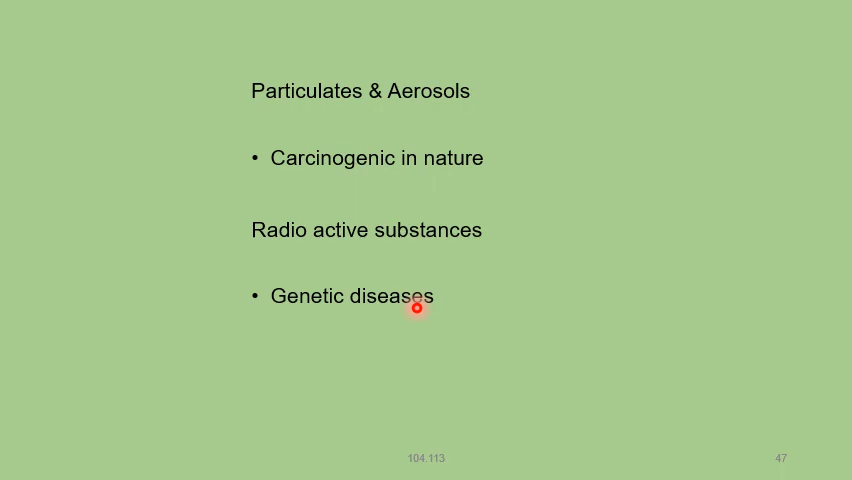 Particulates & Aerosols
• Carcinogenic in nature
Radio active substances
• Genetic diseases
104.113
47